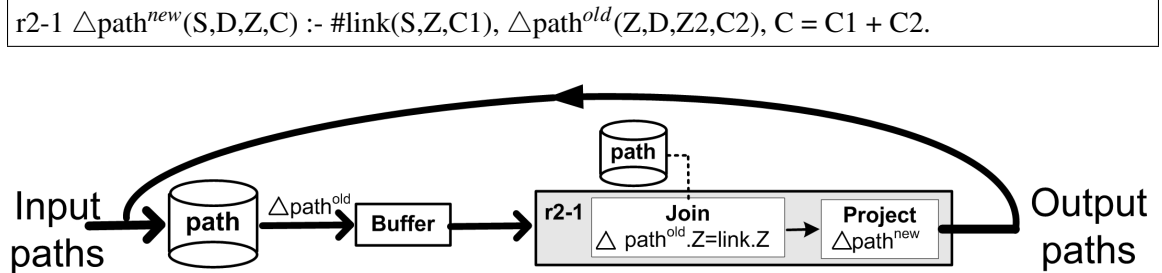 r2-1 △path^new(S,D,Z,C) :- #link(S,Z,C1), △path^old(Z,D,Z2,C2), C = C1 + C2.
path
Input
paths
path
△path^old
Buffer
r2-1
Join
△ path^old.Z=link.Z
Project
△path^new
Output
paths